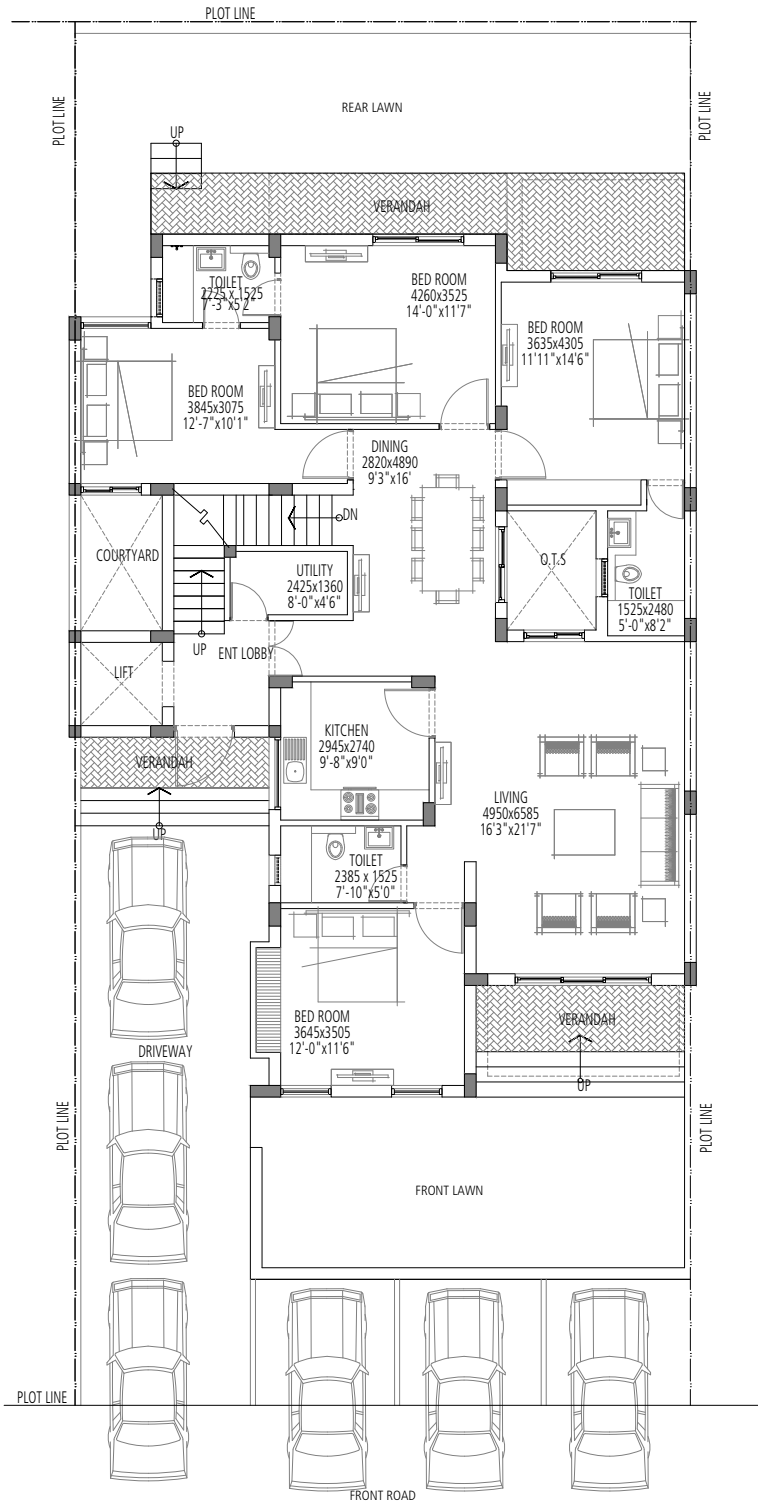 PLOT LINE
PLOT LINE
PLOT LINE
REAR LAWN
UP
VERANDAH
TOILET
2225 x 1525
7'-3"x5'2"
BED ROOM
4260x3525
14'-0"x11'7"
BED ROOM
3635x4305
11'11"x14'6"
BED ROOM
3845x3075
12'-7"x10'1"
DINING
2820x4890
9'3"x16'
DN
COURTYARD
UTILITY
2425x1360
8'-0"x4'6"
O.T.S
TOILET
1525x2480
5'-0"x8'2"
UP
ENT LOBBY
LIFT
KITCHEN
2945x2740
9'-8"x9'0"
VERANDAH
LIVING
4950x6585
16'3"x21'7"
UP
TOILET
2385 x 1525
7'-10"x5'0"
BED ROOM
3645x3505
12'-0"x11'6"
VERANDAH
DRIVEWAY
UP
PLOT LINE
PLOT LINE
FRONT LAWN
PLOT LINE
FRONT ROAD